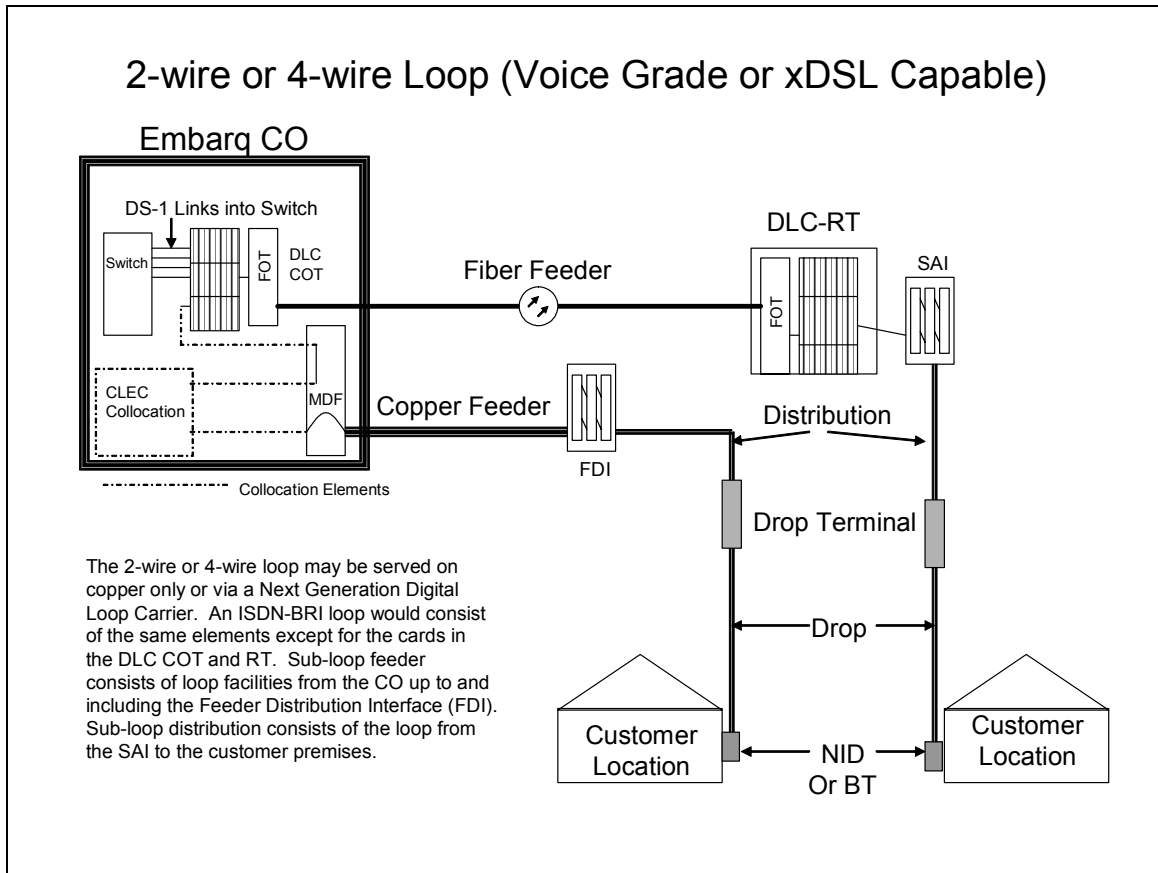 2-wire or 4-wire Loop (Voice Grade or xDSL Capable)
Embarq CO
DS-1 Links into Switch
Switch
FOT
DLC
COT
Fiber Feeder
DLC-RT
FOT
SAI
CLEC
Collocation
MDF
Copper Feeder
FDI
Distribution
Collocation Elements
Drop Terminal
The 2-wire or 4-wire loop may be served on
copper only or via a Next Generation Digital
Loop Carrier.  An ISDN-BRI loop would consist
of the same elements except for the cards in
the DLC COT and RT.  Sub-loop feeder
consists of loop facilities from the CO up to and
including the Feeder Distribution Interface (FDI).
Sub-loop distribution consists of the loop from
the SAI to the customer premises.
Drop
Customer
Location
NID
Or BT
Customer
Location